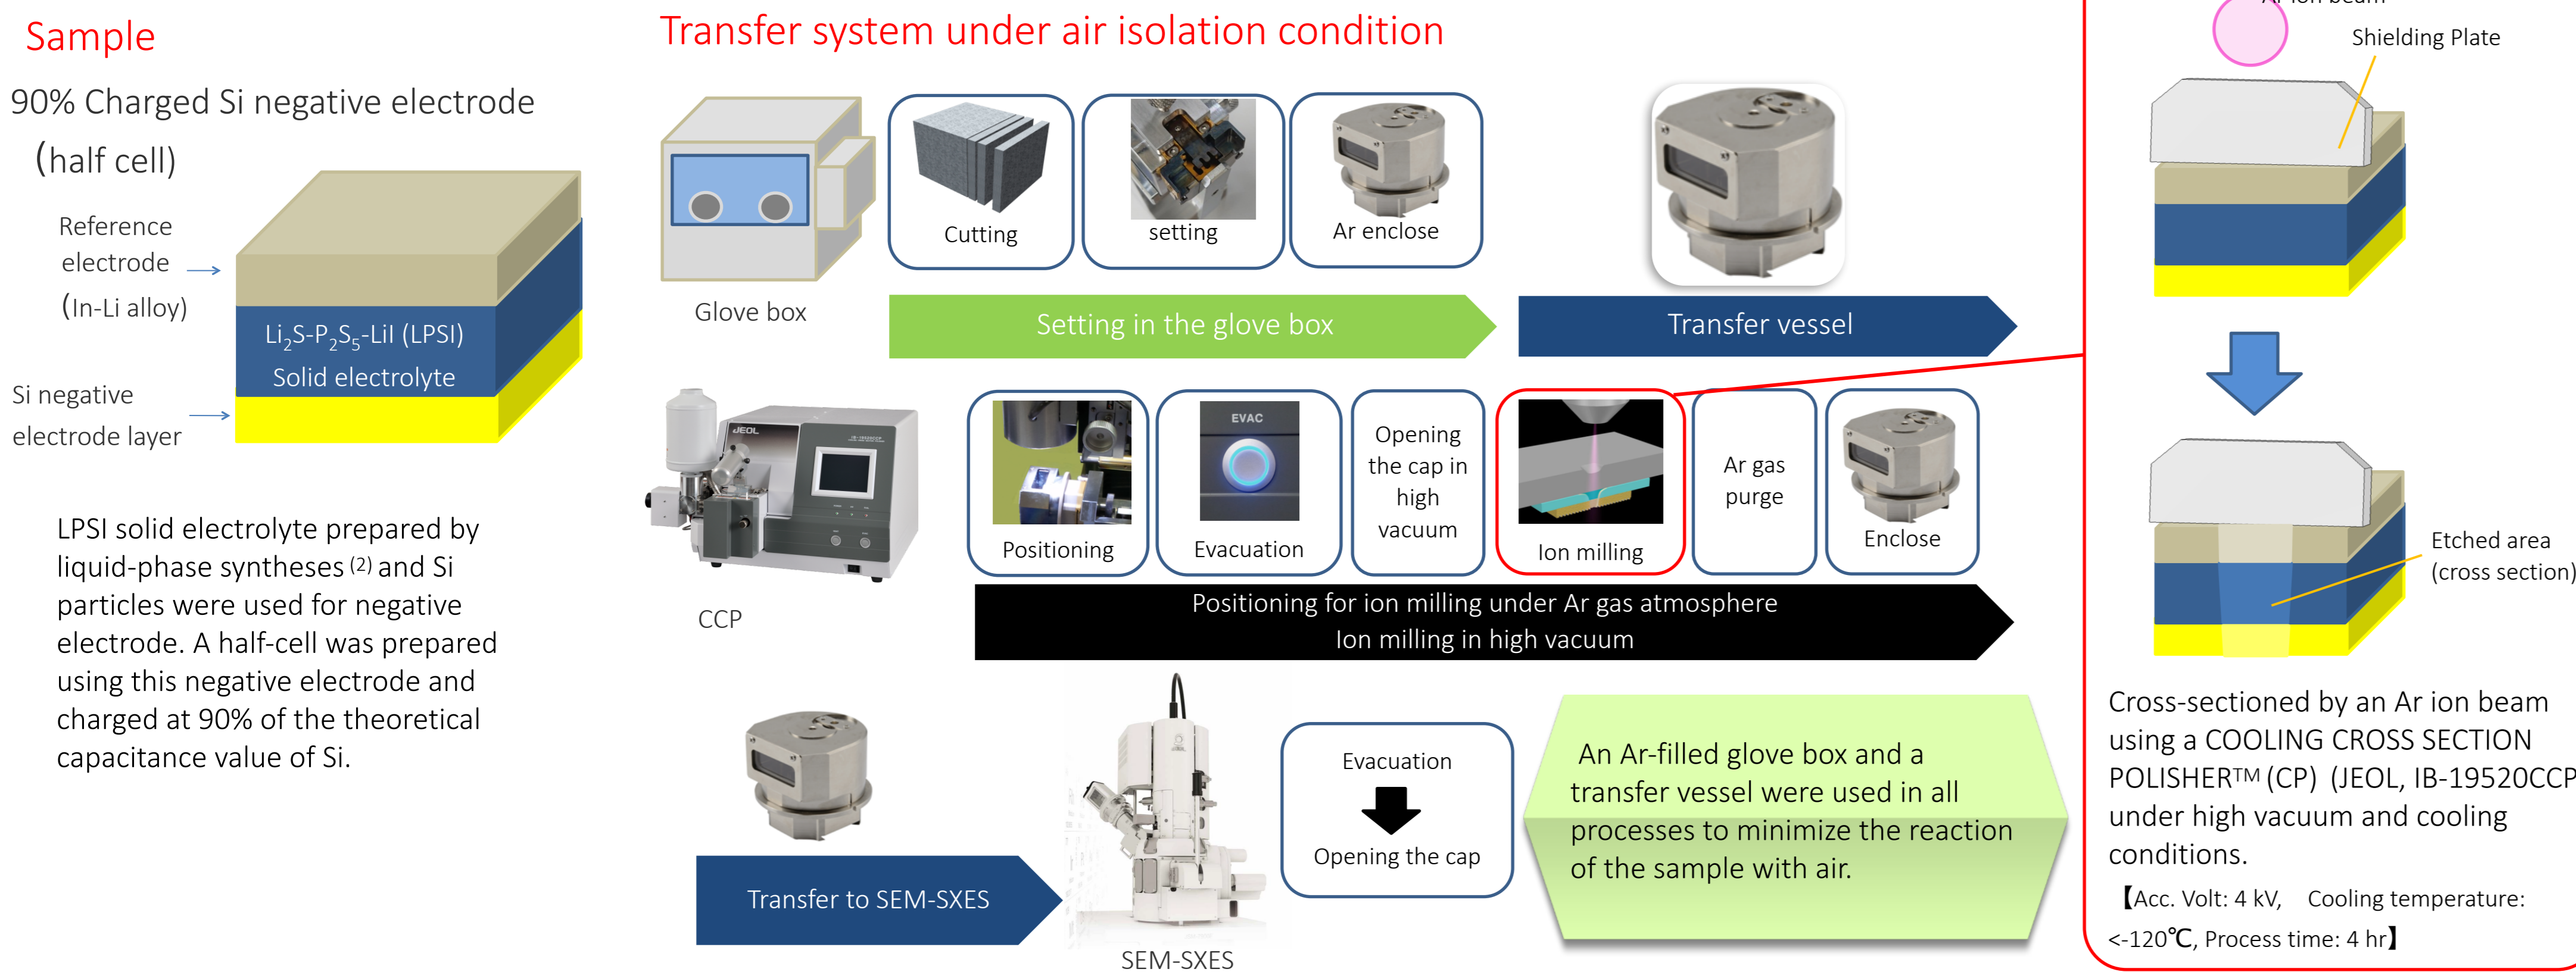 Sample
90% Charged Si negative electrode
(half cell)
Reference
electrode
(In-Li alloy)
Li₂S-P₂S₅-LiI (LPSI)
Solid electrolyte
Si negative
electrode layer
LPSI solid electrolyte prepared by
liquid-phase syntheses (2) and Si
particles were used for negative
electrode. A half-cell was prepared
using this negative electrode and
charged at 90% of the theoretical
capacitance value of Si.
Transfer system under air isolation condition
Glove box
Cutting
setting
Ar enclose
Setting in the glove box
Transfer vessel
JEOL
CCP
Positioning
EVAC
Evacuation
Opening
the cap in
high
vacuum
Ion milling
Ar gas
purge
Enclose
Positioning for ion milling under Ar gas atmosphere
Ion milling in high vacuum
Transfer to SEM-SXES
SEM-SXES
Evacuation
Opening the cap
An Ar-filled glove box and a
transfer vessel were used in all
processes to minimize the reaction
of the sample with air.
Ar ion beam
Shielding Plate
Etched area
(cross section)
Cross-sectioned by an Ar ion beam
using a COOLING CROSS SECTION
POLISHER™ (CP) (JEOL, IB-19520CCP
under high vacuum and cooling
conditions.
【Acc. Volt: 4 kV, Cooling temperature:
<-120℃, Process time: 4 hr】